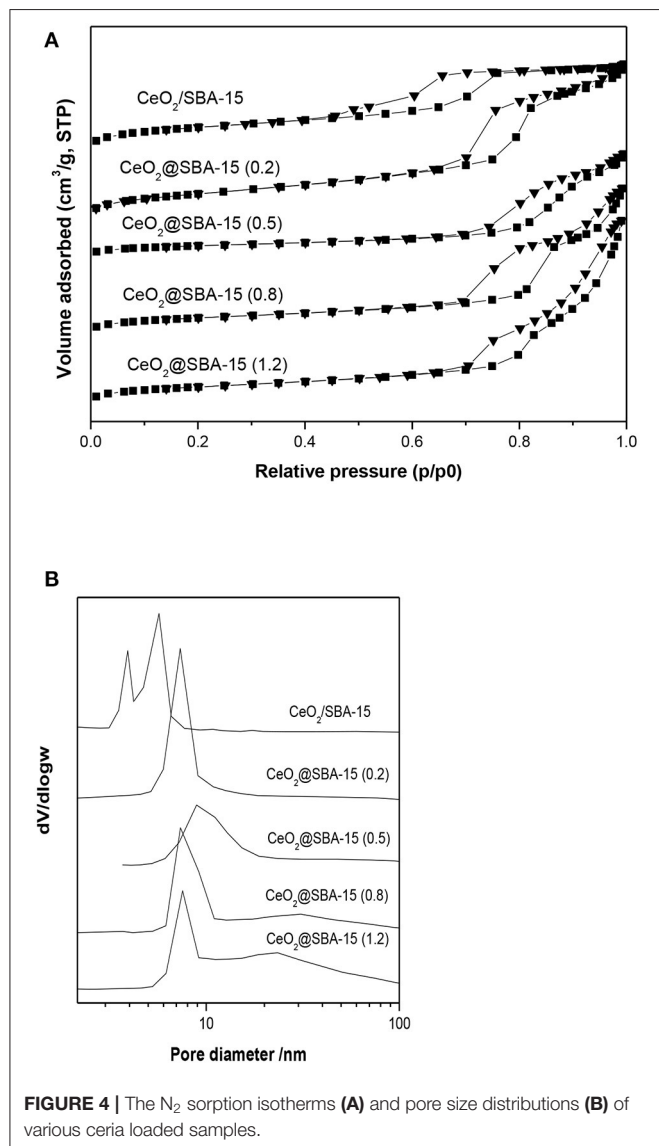 A
Volume adsorbed (cm³/g, STP)
CeO₂/SBA-15
CeO₂@SBA-15 (0.2)
CeO₂@SBA-15 (0.5)
CeO₂@SBA-15 (0.8)
CeO₂@SBA-15 (1.2)
0.0 0.2 0.4 0.6 0.8 1.0
Relative pressure (p/p0)
B
dV/dlogw
CeO₂/SBA-15
CeO₂@SBA-15 (0.2)
CeO₂@SBA-15 (0.5)
CeO₂@SBA-15 (0.8)
CeO₂@SBA-15 (1.2)
10 100
Pore diameter /nm
FIGURE 4 | The N₂ sorption isotherms (A) and pore size distributions (B) of
various ceria loaded samples.